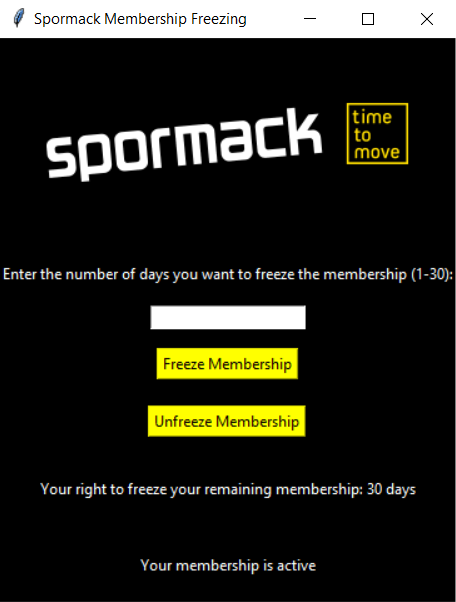 Spormack Membership Freezing
spormack
time
to
move
Enter the number of days you want to freeze the membership (1-30):
Freeze Membership
Unfreeze Membership
Your right to freeze your remaining membership: 30 days
Your membership is active